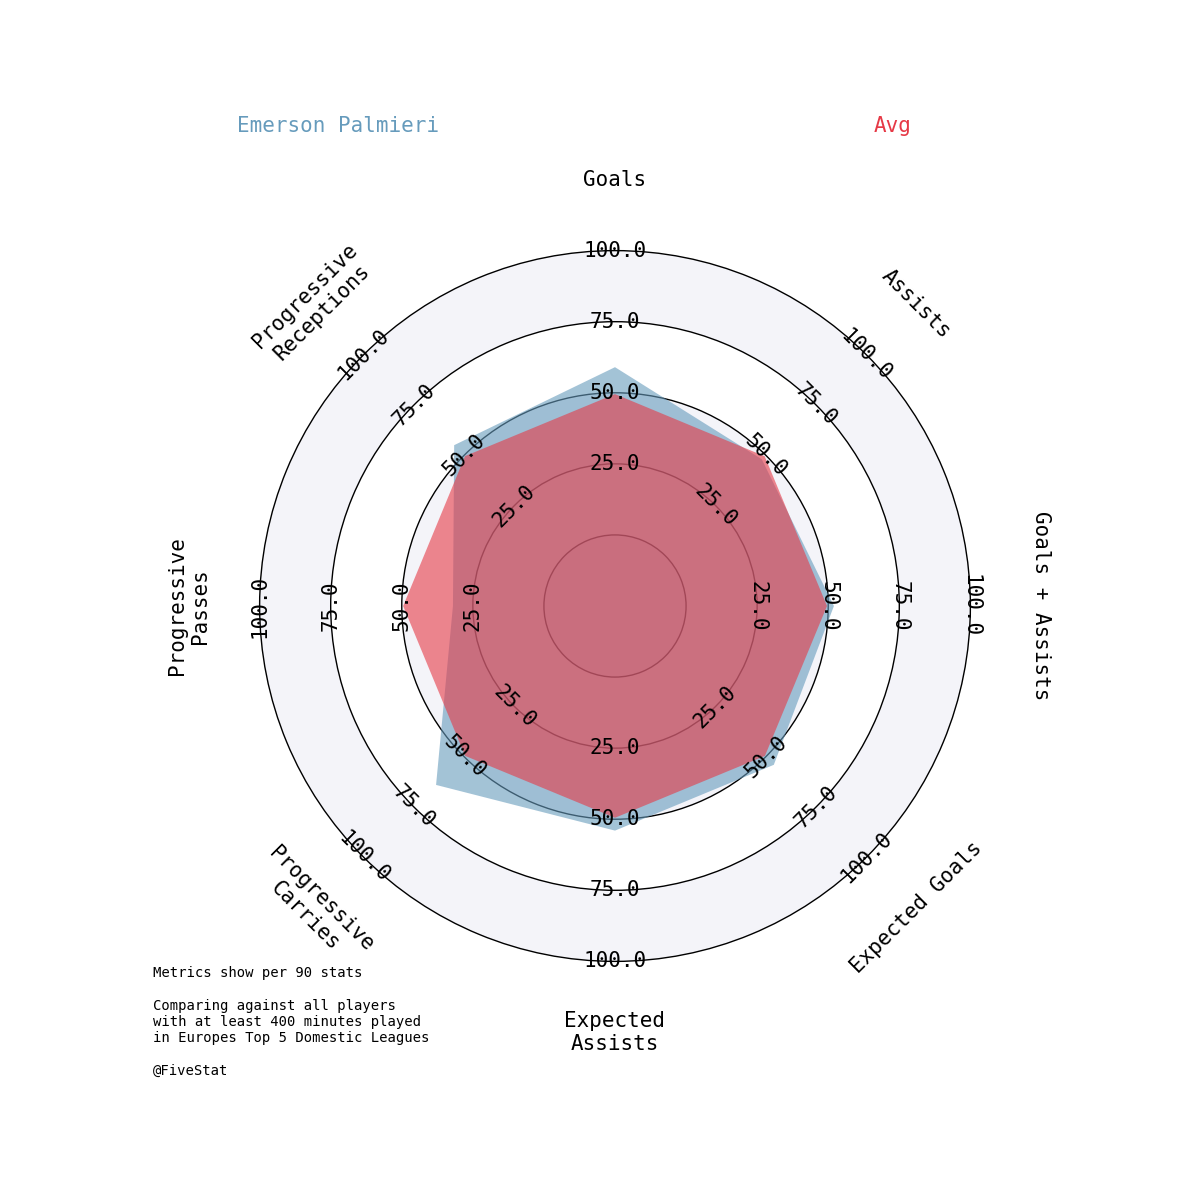 Emerson Palmieri
Avg
Goals
Assists
Goals + Assists
Expected Goals
Expected
Assists
Progressive
Carries
Progressive
Passes
Progressive
Receptions
25.0
50.0
75.0
100.0
25.0
50.0
75.0
100.0
25.0
50.0
75.0
100.0
25.0
50.0
75.0
100.0
25.0
50.0
75.0
100.0
25.0
50.0
75.0
100.0
25.0
50.0
75.0
100.0
25.0
50.0
75.0
100.0
Metrics show per 90 stats
Comparing against all players
with at least 400 minutes played
in Europes Top 5 Domestic Leagues
@FiveStat